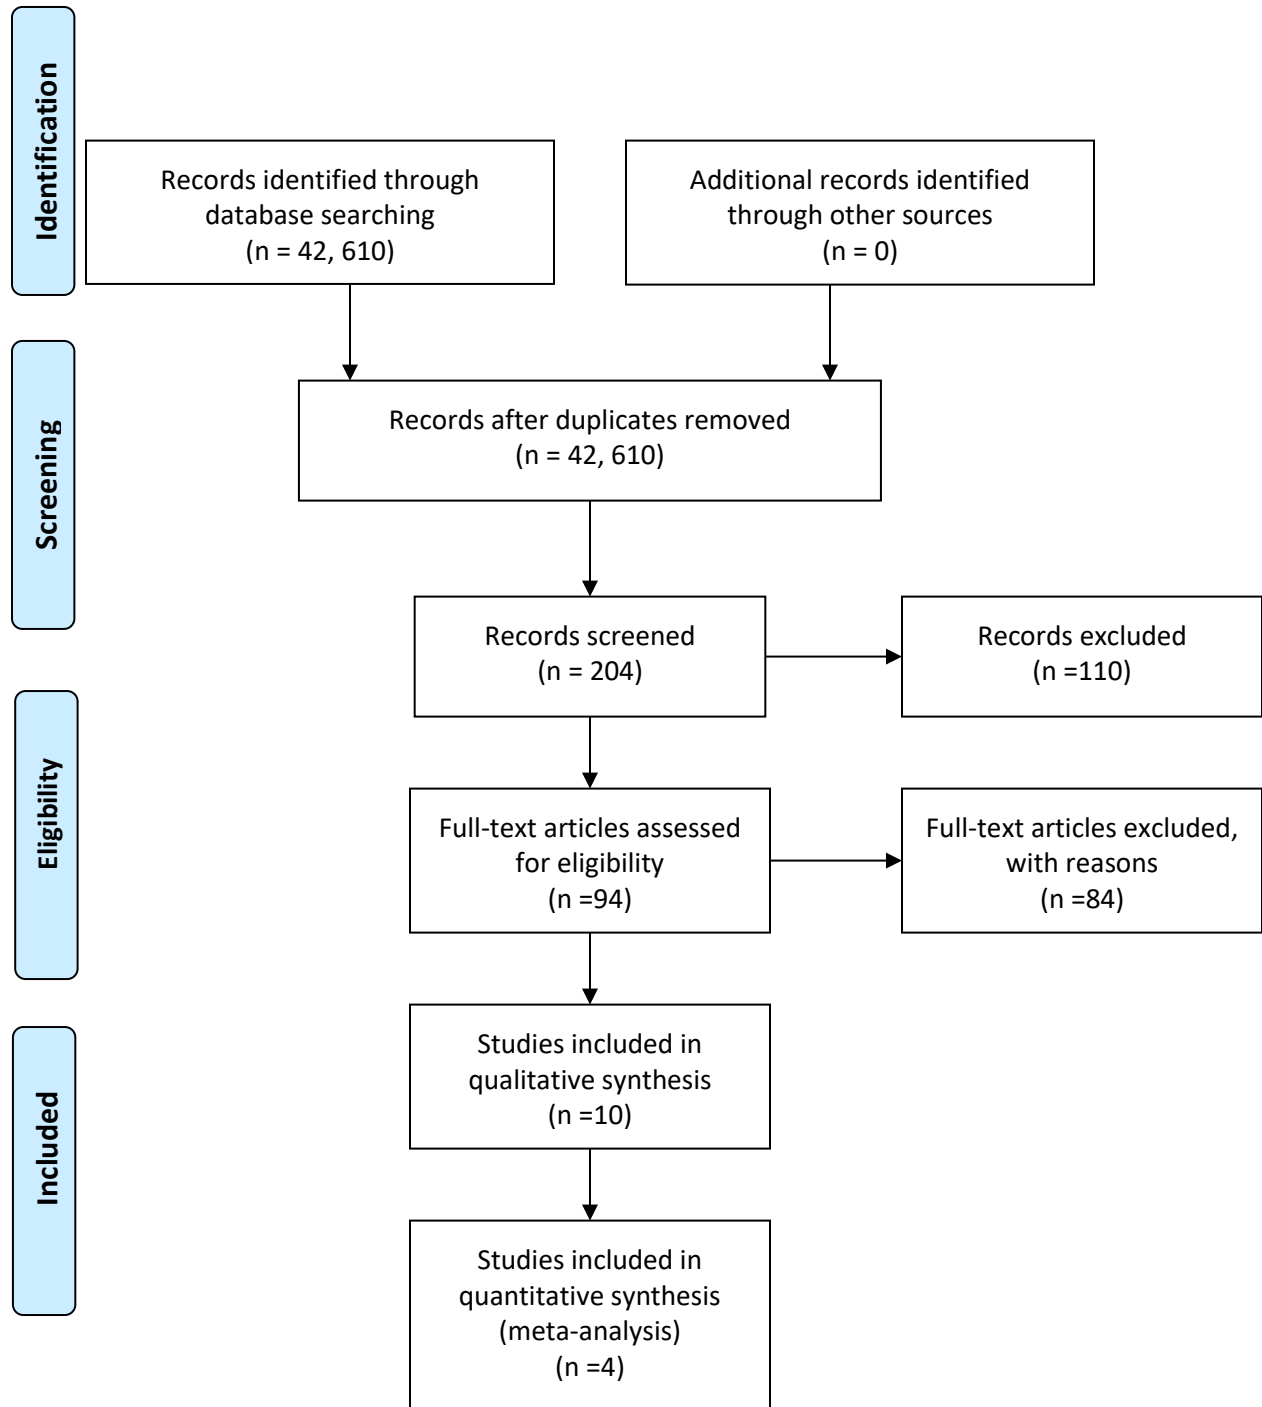 Identification
Records identified through
database searching
(n = 42, 610)
Additional records identified
through other sources
(n = 0)
Screening
Records after duplicates removed
(n = 42, 610)
Records screened
(n = 204)
Records excluded
(n =110)
Eligibility
Full-text articles assessed
for eligibility
(n =94)
Full-text articles excluded,
with reasons
(n =84)
Included
Studies included in
qualitative synthesis
(n =10)
Studies included in
quantitative synthesis
(meta-analysis)
(n =4)